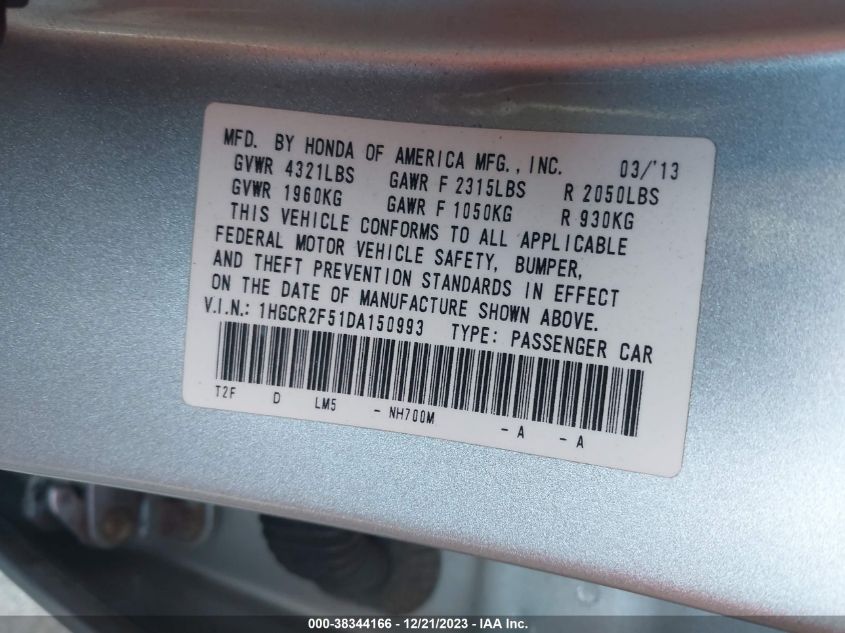 MFD. BY HONDA OF AMERICA MFG., INC. 03/'13
GVWR 4321LBS GAWR F 2315LBS R 2050LBS
GVWR 1960KG GAWR F 1050KG R 930KG
THIS VEHICLE CONFORMS TO ALL APPLICABLE
FEDERAL MOTOR VEHICLE SAFETY, BUMPER,
AND THEFT PREVENTION STANDARDS IN EFFECT
ON THE DATE OF MANUFACTURE SHOWN ABOVE.
V.I.N.: 1HGCR2F51DA150993 TYPE: PASSENGER CAR
T2F D LM5 - NH700M - A - A
000-38344166 - 12/21/2023 - IAA Inc.